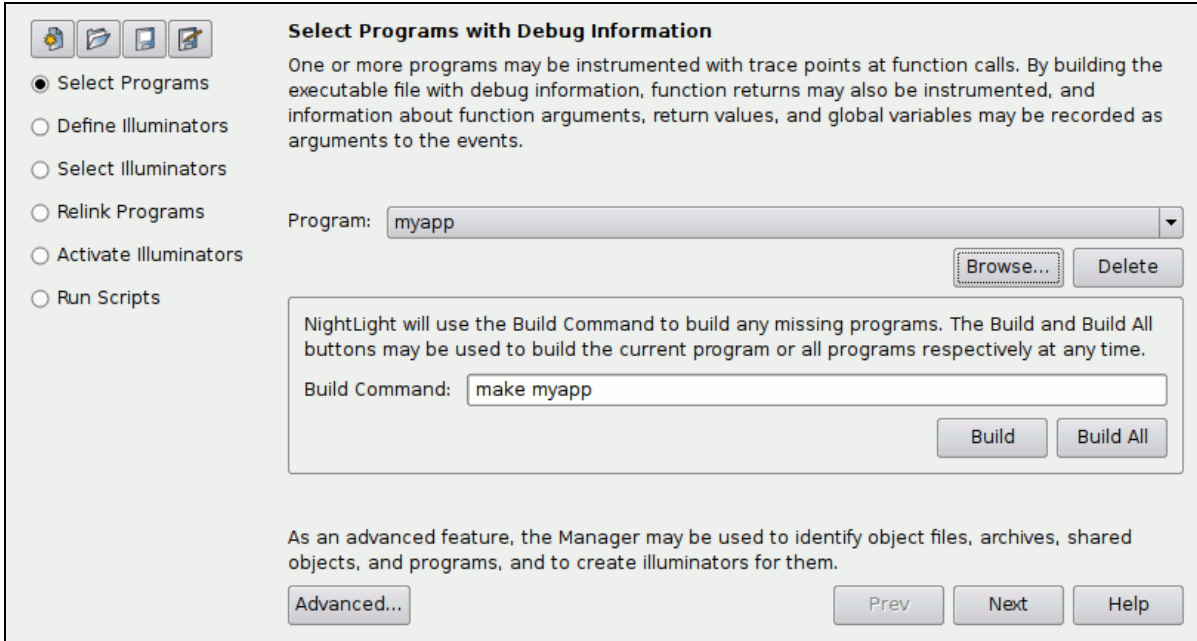 Select Programs with Debug Information
One or more programs may be instrumented with trace points at function calls. By building the
executable file with debug information, function returns may also be instrumented, and
information about function arguments, return values, and global variables may be recorded as
arguments to the events.
Select Programs
Define Illuminators
Select Illuminators
Relink Programs
Activate Illuminators
Run Scripts
Program: myapp
Browse... Delete
NightLight will use the Build Command to build any missing programs. The Build and Build All
buttons may be used to build the current program or all programs respectively at any time.
Build Command: make myapp
Build Build All
As an advanced feature, the Manager may be used to identify object files, archives, shared
objects, and programs, and to create illuminators for them.
Advanced... Prev Next Help